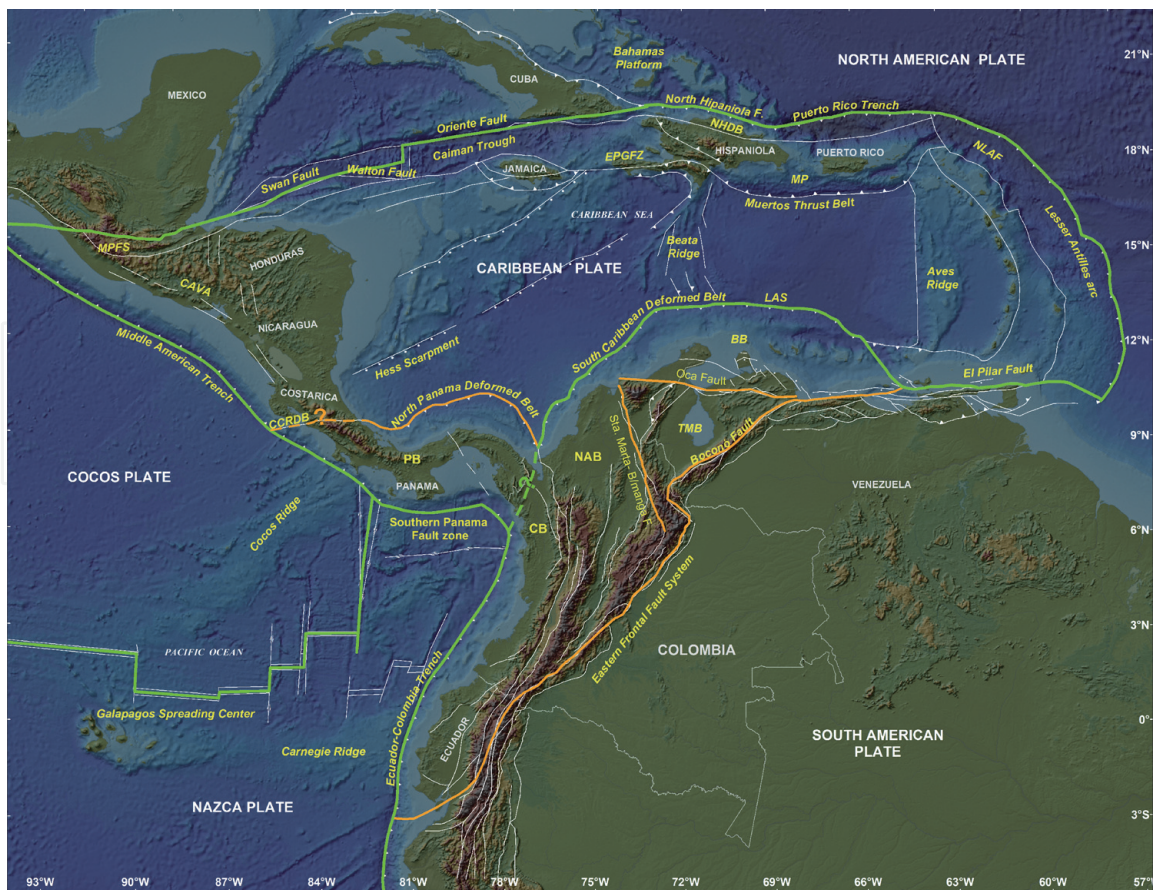 21°N
Bahamas
Platform
NORTH AMERICAN PLATE
CUBA
MEXICO
North Hipaniola F.
Puerto Rico Trench
Oriente Fault
NHDB
18°N
Caiman Trough
HISPANIOLA
PUERTO RICO
NLAF
EPGFZ
Walton Fault
JAMAICA
Swan Fault
MP
Muertos Thrust Belt
Lesser Antilles arc
CARIBBEAN SEA
15°N
MPFS
Beata
Ridge
HONDURAS
CARIBBEAN PLATE
Aves
Ridge
CAVA
LAS
South Caribbean Deformed Belt
NICARAGUA
Middle American Trench
12°N
BB
Hess Scarpment
El Pilar Fault
Oca Fault
COSTARICA
CCRDB
?
North Panama Deformed Belt
9°N
TMB
Boconó Fault
Sta. Marta- B/manga F.
NAB
PB
COCOS PLATE
VENEZUELA
PANAMA
?
Cocos Ridge
Southern Panama
Fault zone
CB
6°N
Eastern Frontal Fault System
3°N
PACIFIC OCEAN
COLOMBIA
Ecuador-Colombia Trench
Galapagos Spreading Center
0°
ECUADOR
SOUTH AMERICAN
PLATE
Carnegie Ridge
NAZCA PLATE
3°S
93°W
90°W
87°W
84°W
81°W
78°W
75°W
72°W
69°W
66°W
63°W
60°W
57°W